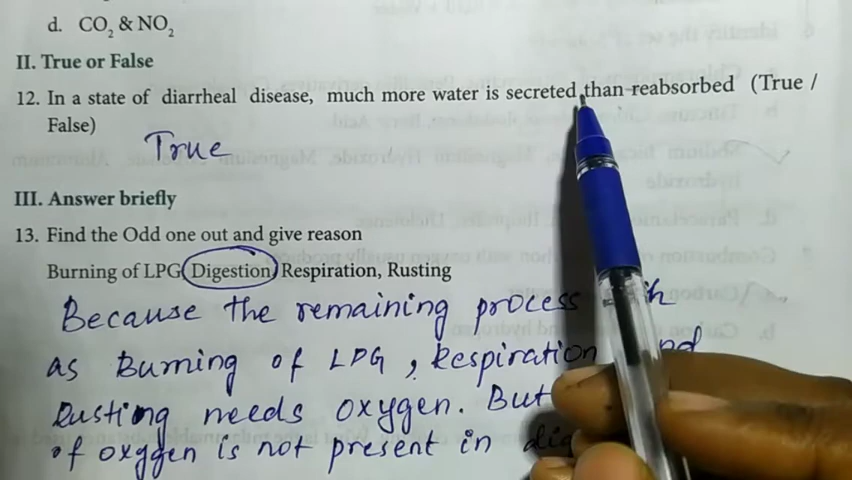 d. CO₂ & NO₂
II. True or False
12. In a state of diarrheal disease, much more water is secreted than reabsorbed (True /
False)
True
III. Answer briefly
13. Find the Odd one out and give reason
Burning of LPG, Digestion, Respiration, Rusting
Because the remaining process
as Burning of LPG, Respiration
Rusting needs oxygen. But
of oxygen is not present in